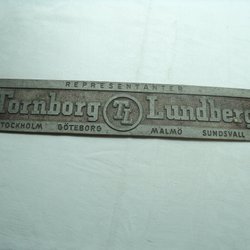 REPRESENTANTER
Tornborg TL Lundberg
STOCKHOLM GÖTEBORG MALMÖ SUNDSVALL